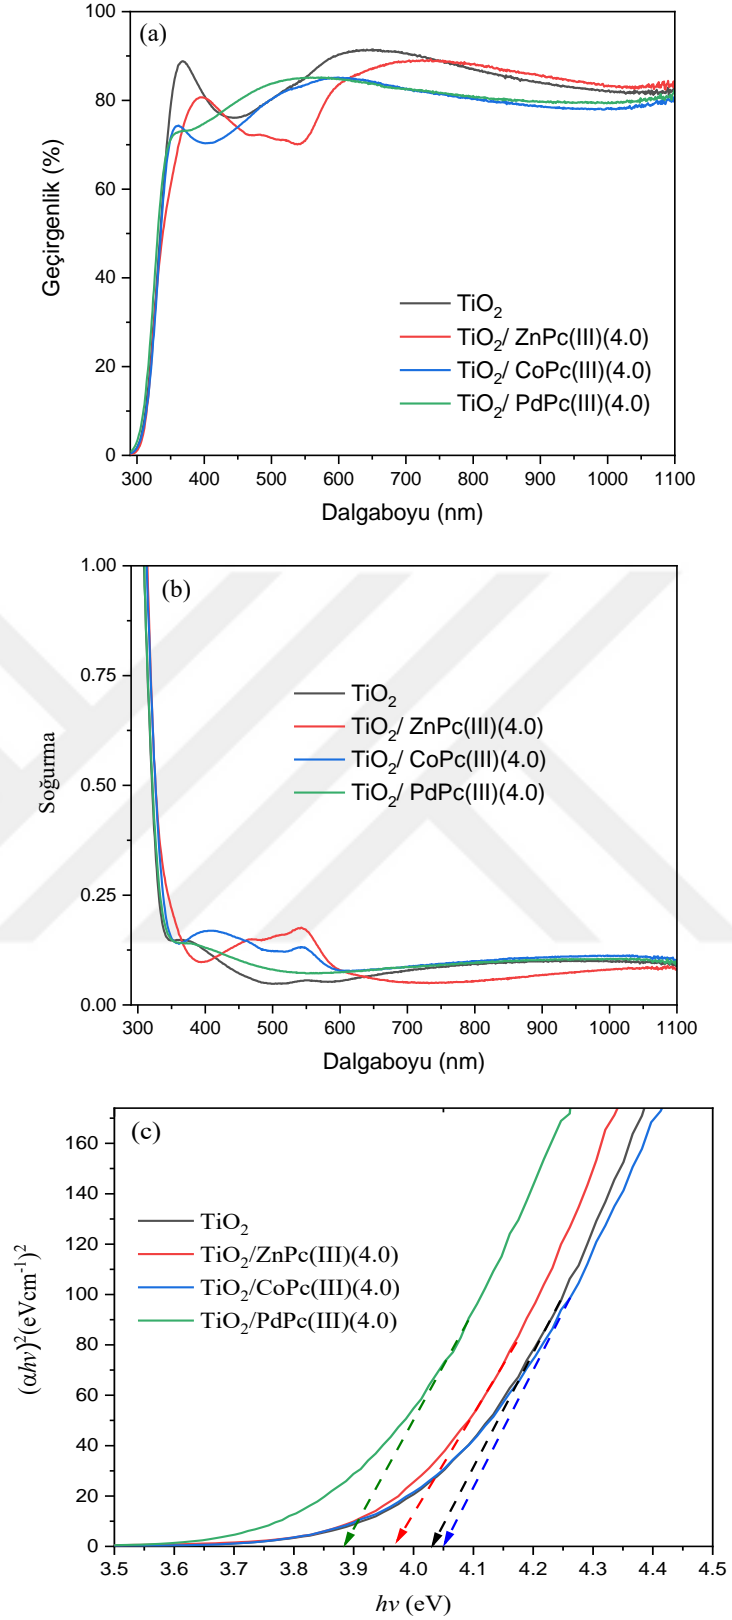 (a)
100
80
60
40
20
0
Geçirgenlik (%)
TiO2
TiO2/ ZnPc(III)(4.0)
TiO2/ CoPc(III)(4.0)
TiO2/ PdPc(III)(4.0)
300 400 500 600 700 800 900 1000 1100
Dalgaboyu (nm)
(b)
1.00
0.75
0.50
0.25
0.00
Soğurma
TiO2
TiO2/ ZnPc(III)(4.0)
TiO2/ CoPc(III)(4.0)
TiO2/ PdPc(III)(4.0)
300 400 500 600 700 800 900 1000 1100
Dalgaboyu (nm)
(c)
160
140
120
100
80
60
40
20
0
(αhv)²(eVcm⁻¹)²
TiO2
TiO2/ZnPc(III)(4.0)
TiO2/CoPc(III)(4.0)
TiO2/PdPc(III)(4.0)
3.5 3.6 3.7 3.8 3.9 4.0 4.1 4.2 4.3 4.4 4.5
hv (eV)